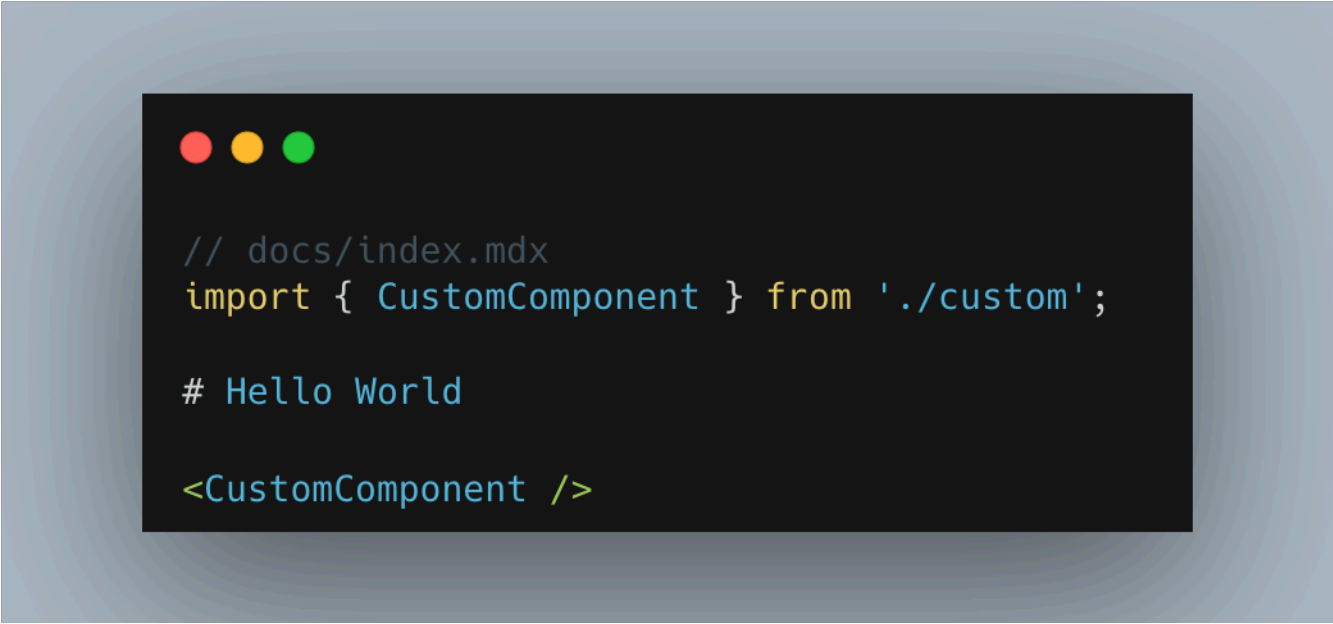 // docs/index.mdx
import { CustomComponent } from './custom';
# Hello World
<CustomComponent />